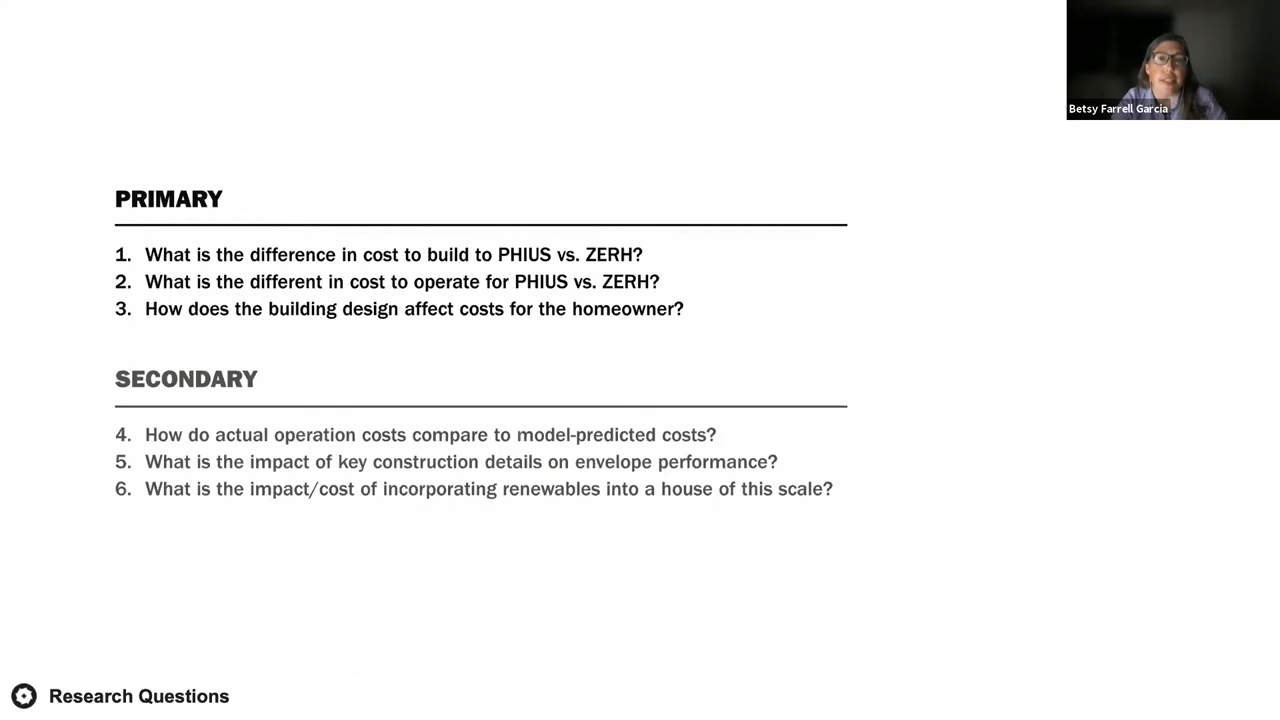 Betsy Farrell Garcia
PRIMARY
1. What is the difference in cost to build to PHIUS vs. ZERH?
2. What is the different in cost to operate for PHIUS vs. ZERH?
3. How does the building design affect costs for the homeowner?
SECONDARY
4. How do actual operation costs compare to model-predicted costs?
5. What is the impact of key construction details on envelope performance?
6. What is the impact/cost of incorporating renewables into a house of this scale?
Research Questions